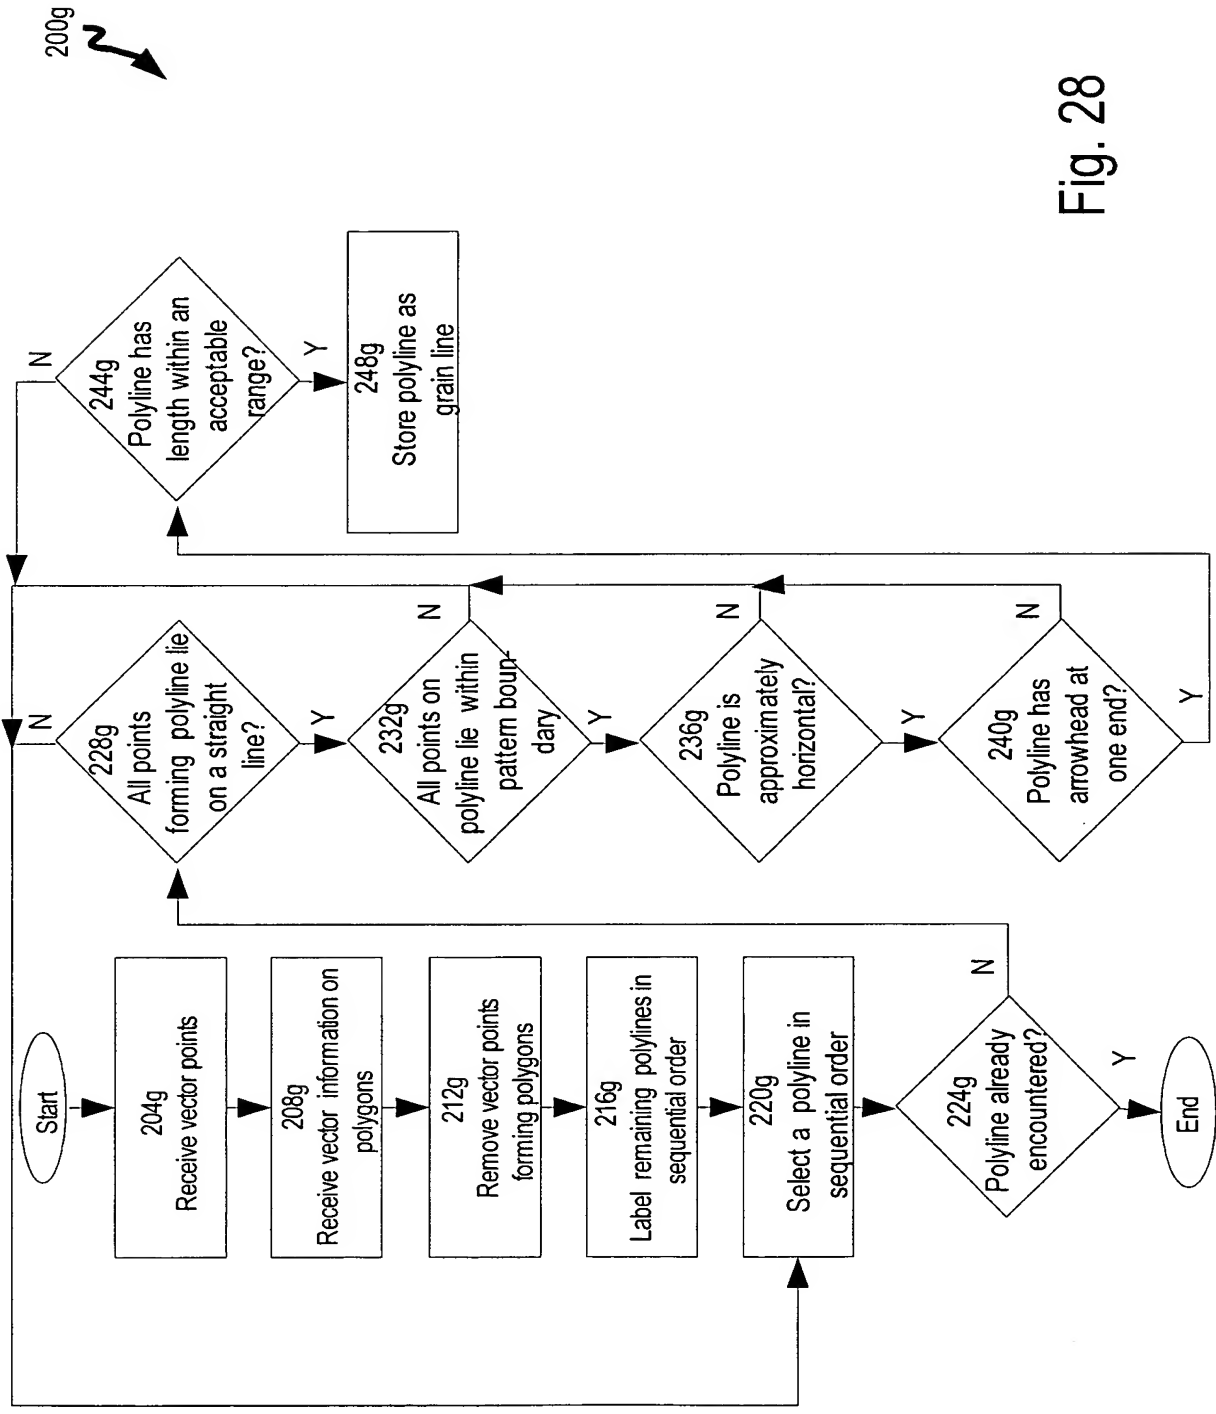 200g
Start
204g
Receive vector points
208g
Receive vector information on
polygons
212g
Remove vector points
forming polygons
216g
Label remaining polylines in
sequential order
220g
Select a polyline in
sequential order
224g
Polyline already
encountered?
N
Y
End
228g
All points
forming polyline lie
on a straight
line?
N
Y
232g
All points on
polyline lie within
pattern boun-
dary
N
Y
236g
Polyline is
approximately
horizontal?
N
Y
240g
Polyline has
arrowhead at
one end?
N
Y
244g
Polyline has
length within an
acceptable
range?
N
Y
248g
Store polyline as
grain line
Fig. 28